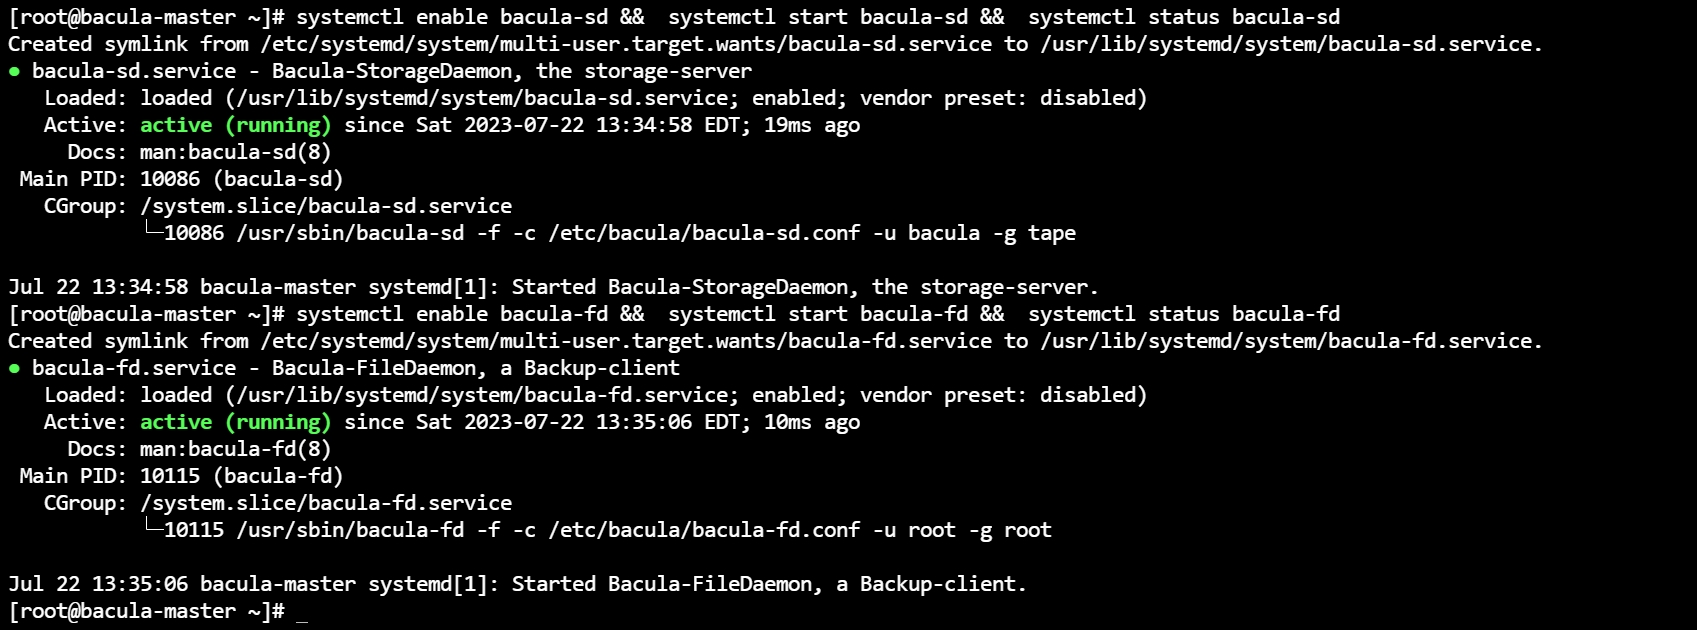 [root@bacula-master ~]# systemctl enable bacula-sd &&  systemctl start bacula-sd &&  systemctl status bacula-sd
Created symlink from /etc/systemd/system/multi-user.target.wants/bacula-sd.service to /usr/lib/systemd/system/bacula-sd.service.
● bacula-sd.service - Bacula-StorageDaemon, the storage-server
   Loaded: loaded (/usr/lib/systemd/system/bacula-sd.service; enabled; vendor preset: disabled)
   Active: active (running) since Sat 2023-07-22 13:34:58 EDT; 19ms ago
     Docs: man:bacula-sd(8)
 Main PID: 10086 (bacula-sd)
   CGroup: /system.slice/bacula-sd.service
           └─10086 /usr/sbin/bacula-sd -f -c /etc/bacula/bacula-sd.conf -u bacula -g tape

Jul 22 13:34:58 bacula-master systemd[1]: Started Bacula-StorageDaemon, the storage-server.
[root@bacula-master ~]# systemctl enable bacula-fd &&  systemctl start bacula-fd &&  systemctl status bacula-fd
Created symlink from /etc/systemd/system/multi-user.target.wants/bacula-fd.service to /usr/lib/systemd/system/bacula-fd.service.
● bacula-fd.service - Bacula-FileDaemon, a Backup-client
   Loaded: loaded (/usr/lib/systemd/system/bacula-fd.service; enabled; vendor preset: disabled)
   Active: active (running) since Sat 2023-07-22 13:35:06 EDT; 10ms ago
     Docs: man:bacula-fd(8)
 Main PID: 10115 (bacula-fd)
   CGroup: /system.slice/bacula-fd.service
           └─10115 /usr/sbin/bacula-fd -f -c /etc/bacula/bacula-fd.conf -u root -g root

Jul 22 13:35:06 bacula-master systemd[1]: Started Bacula-FileDaemon, a Backup-client.
[root@bacula-master ~]# _